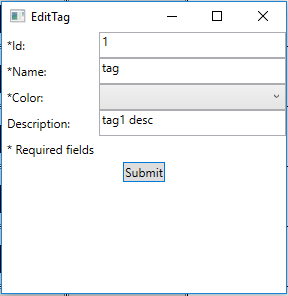 EditTag
*Id: 1
*Name: tag
*Color:
Description: tag1 desc
* Required fields
Submit